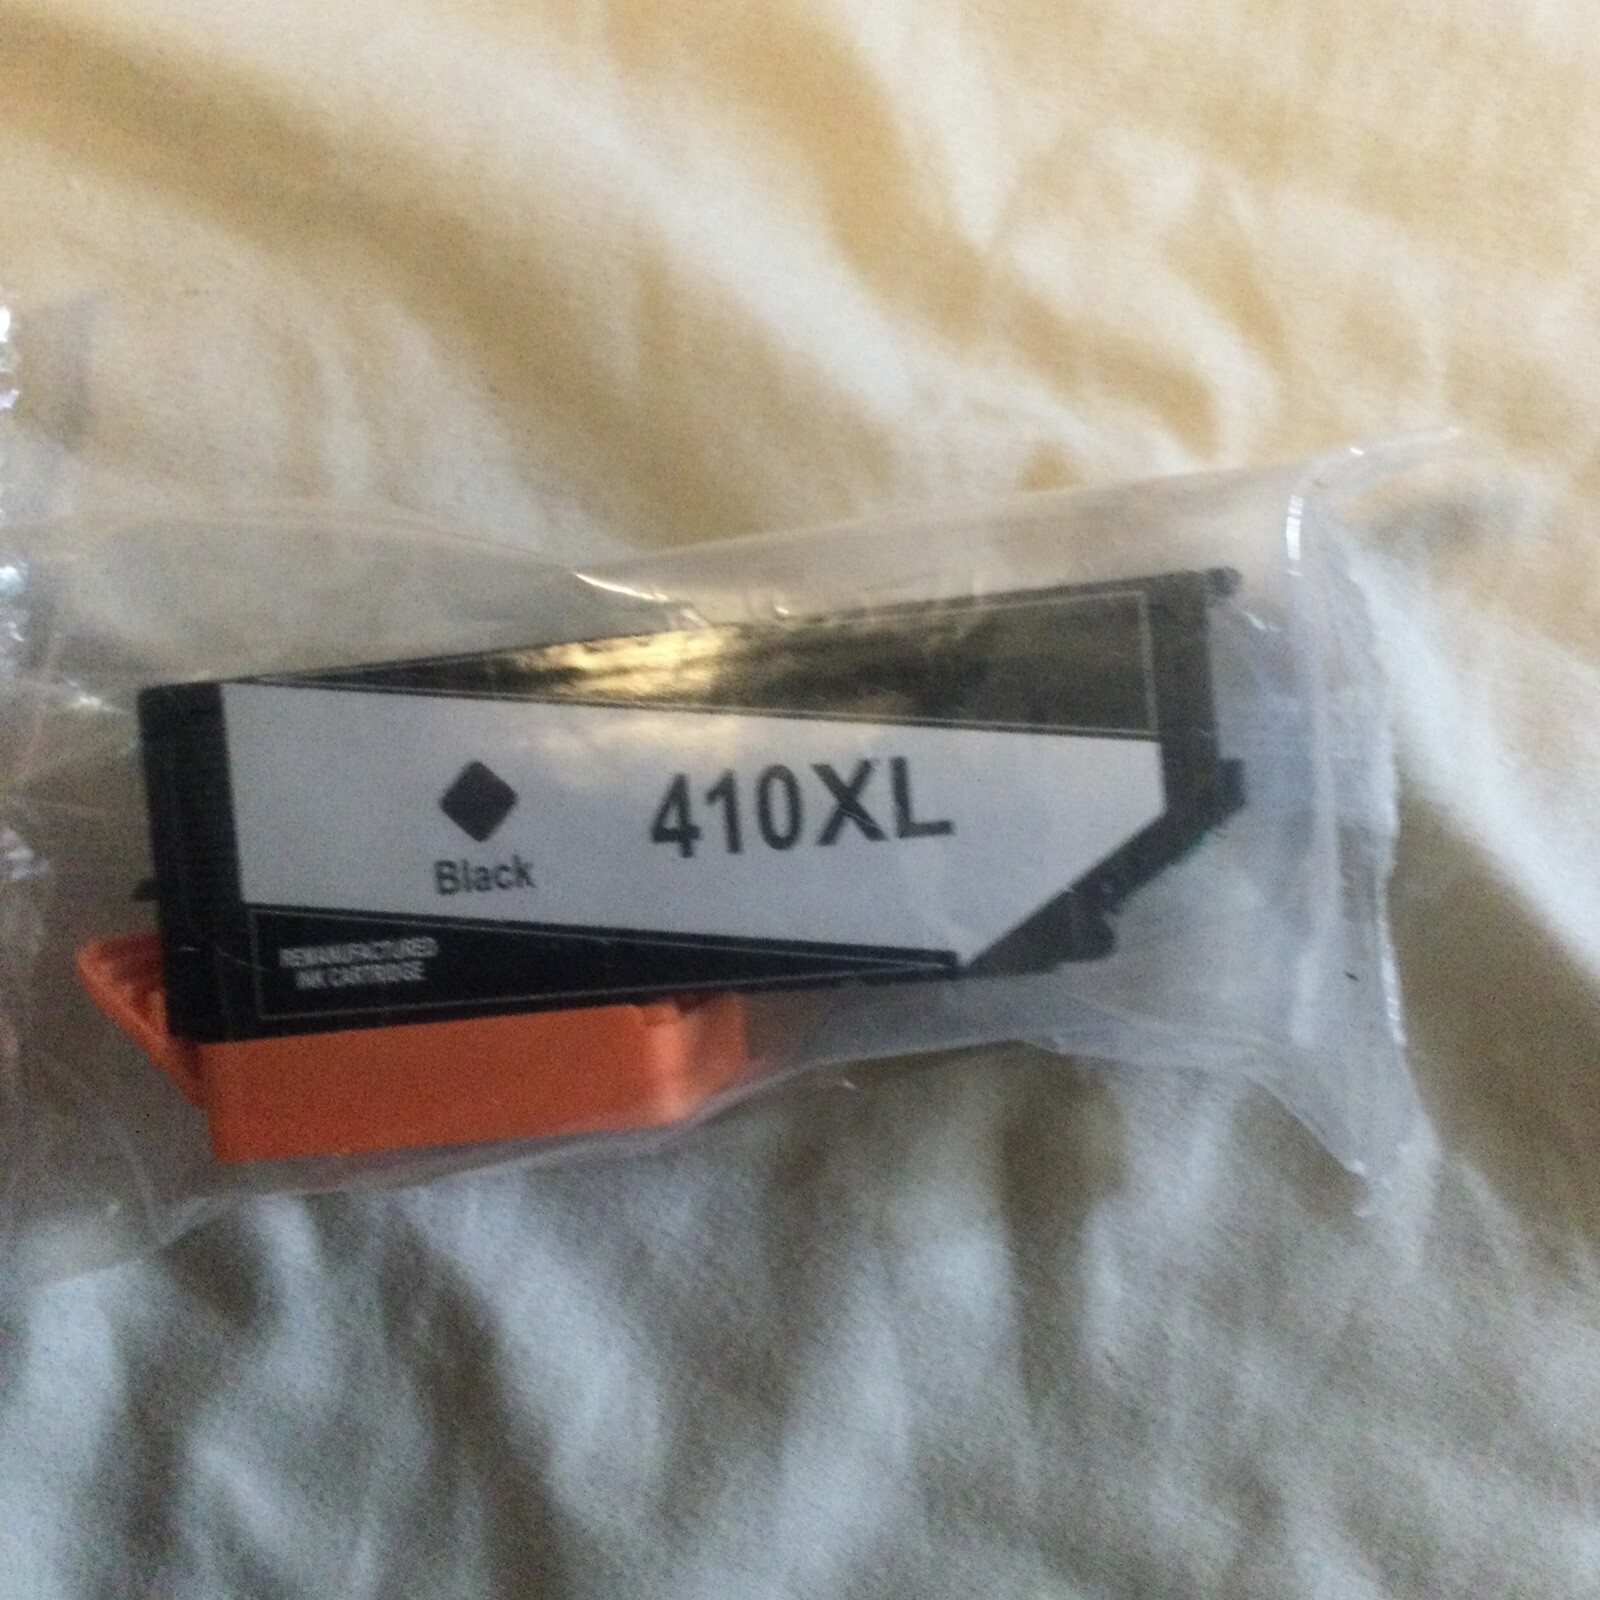 410XL
Black
REMANUFACTURED
INK CARTRIDGE